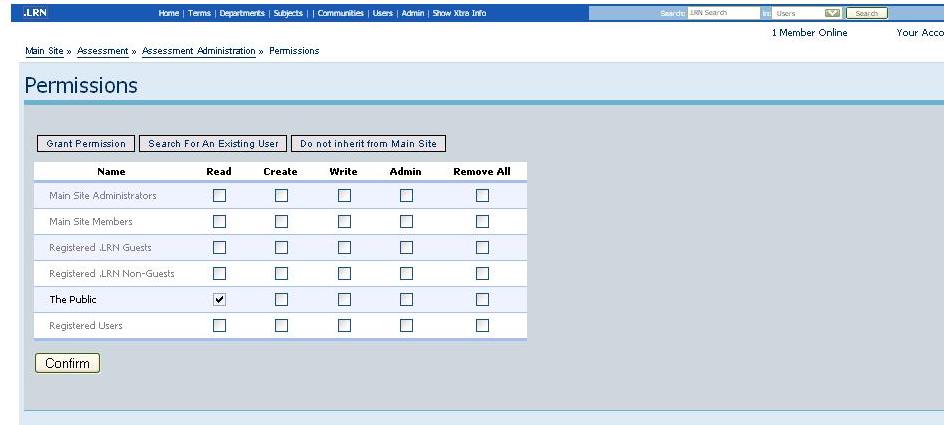 .LRN Home | Terms | Departments | Subjects | | Communities | Users | Admin | Show Xtra Info Search: .LRN Search in: Users Search
1 Member Online Your Acco
Main Site » Assessment » Assessment Administration » Permissions
Permissions
Grant Permission Search For An Existing User Do not inherit from Main Site
Name Read Create Write Admin Remove All
Main Site Administrators
Main Site Members
Registered .LRN Guests
Registered .LRN Non-Guests
The Public
Registered Users
Confirm